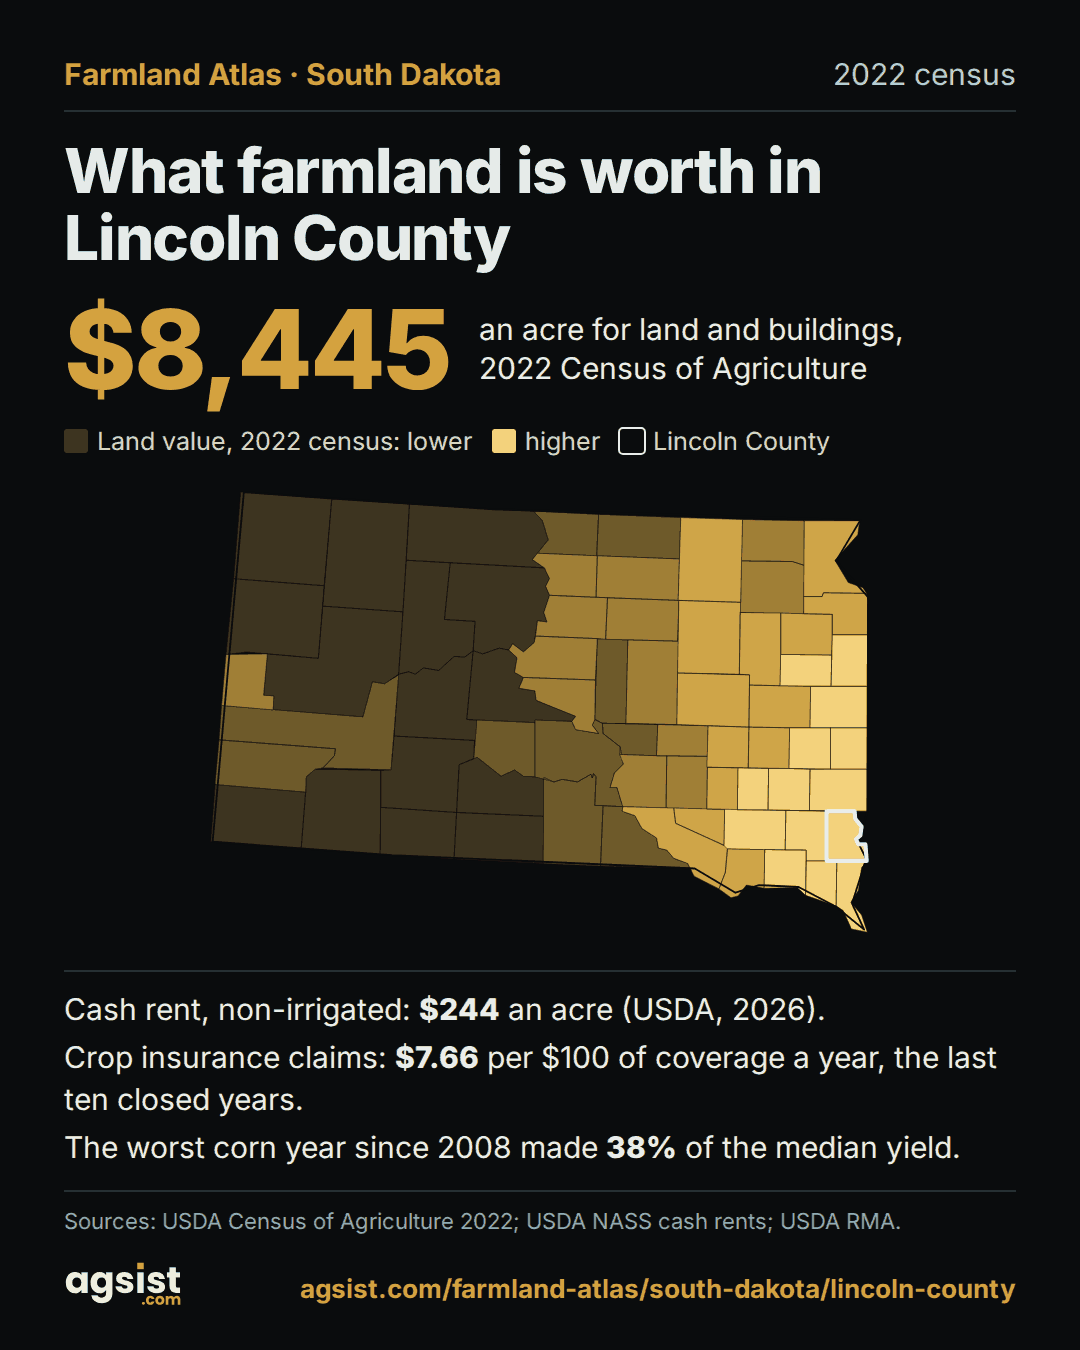 Farmland Atlas · South Dakota
2022 census
What farmland is worth in
Lincoln County
$8,445
an acre for land and buildings,
2022 Census of Agriculture
Land value, 2022 census: lower
higher
Lincoln County
Cash rent, non-irrigated: $244 an acre (USDA, 2026).
Crop insurance claims: $7.66 per $100 of coverage a year, the last
ten closed years.
The worst corn year since 2008 made 38% of the median yield.
Sources: USDA Census of Agriculture 2022; USDA NASS cash rents; USDA RMA.
agsist
.com
agsist.com/farmland-atlas/south-dakota/lincoln-county